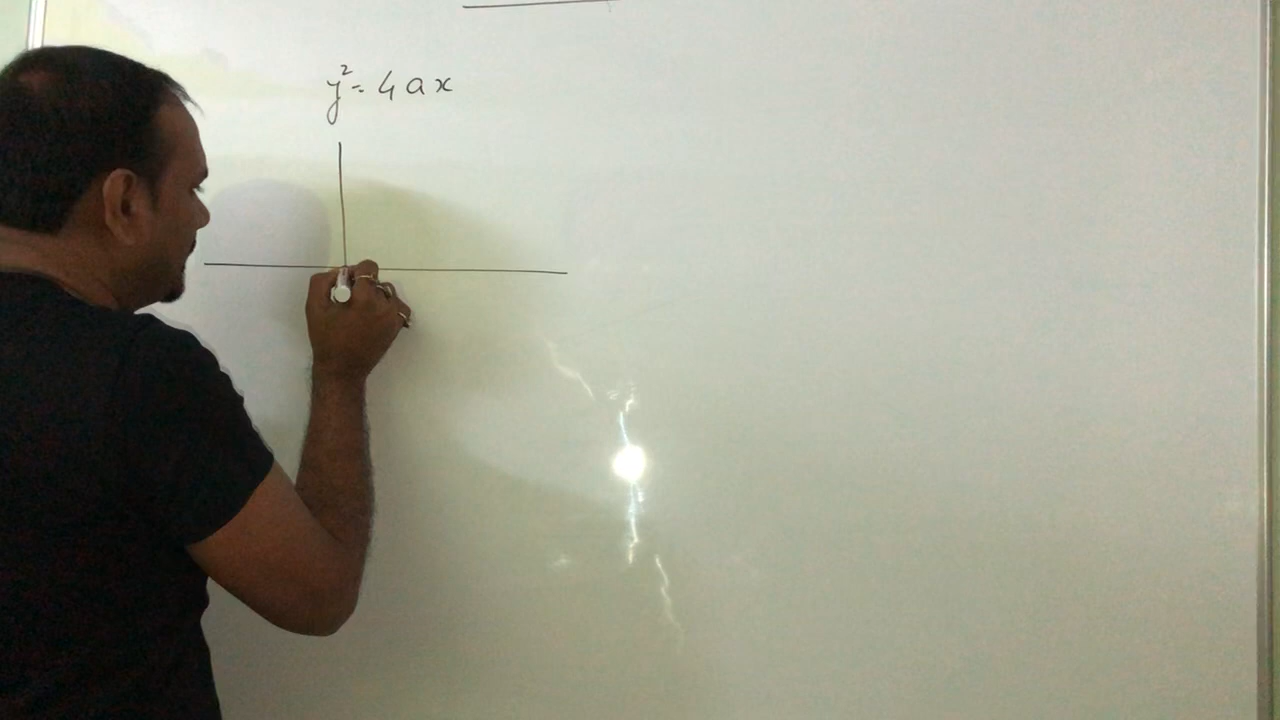 y² = 4ax